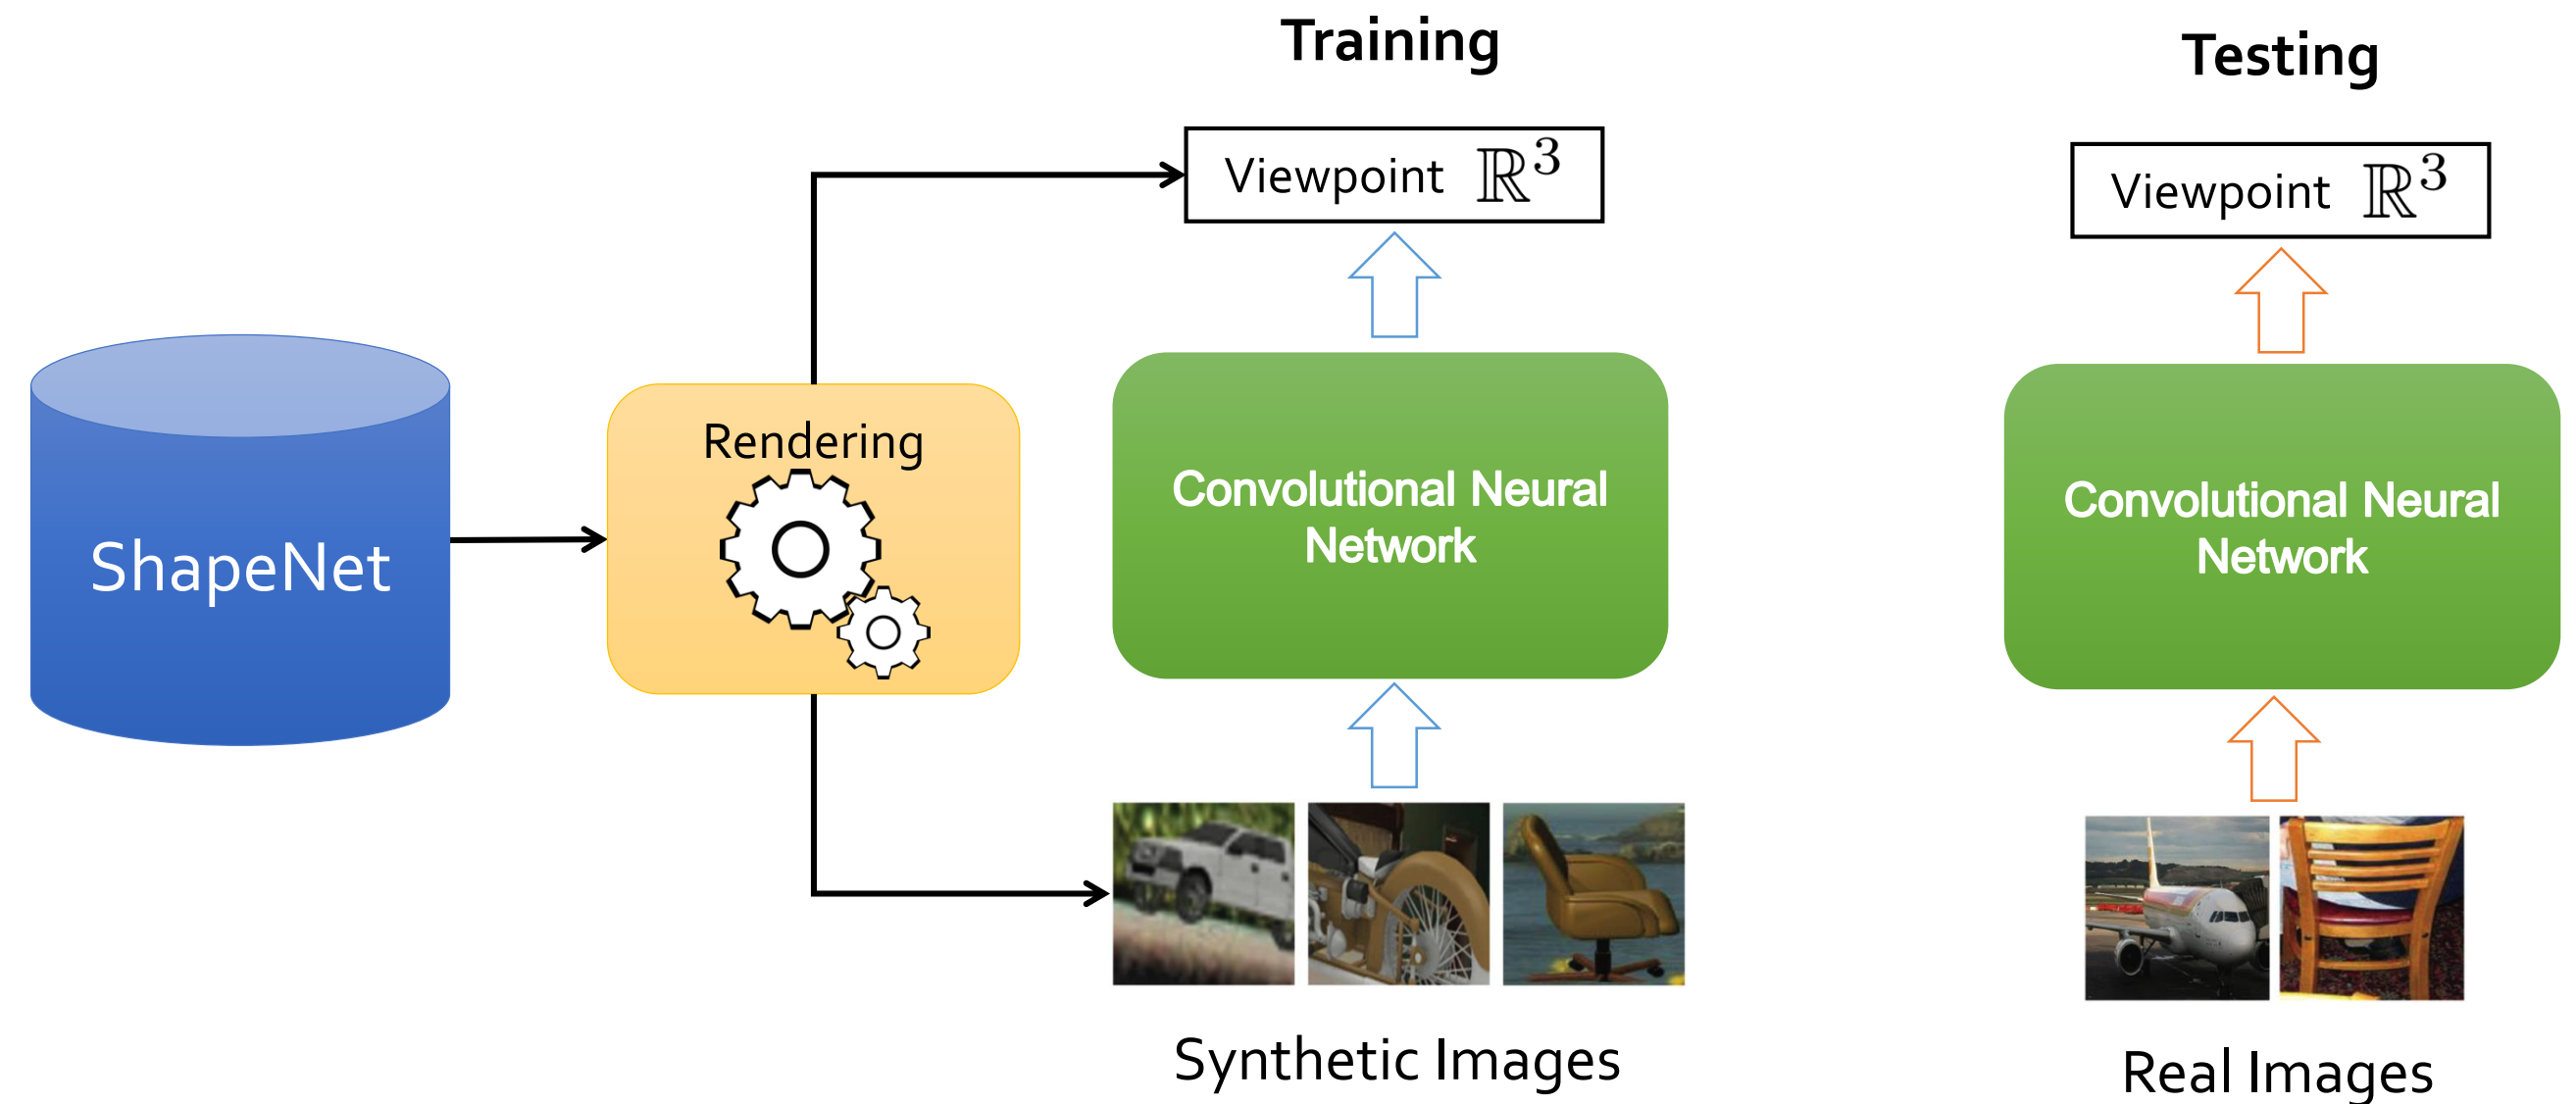 Training
Testing
Viewpoint ℝ³
Viewpoint ℝ³
Rendering
ShapeNet
Convolutional Neural
Network
Convolutional Neural
Network
Synthetic Images
Real Images